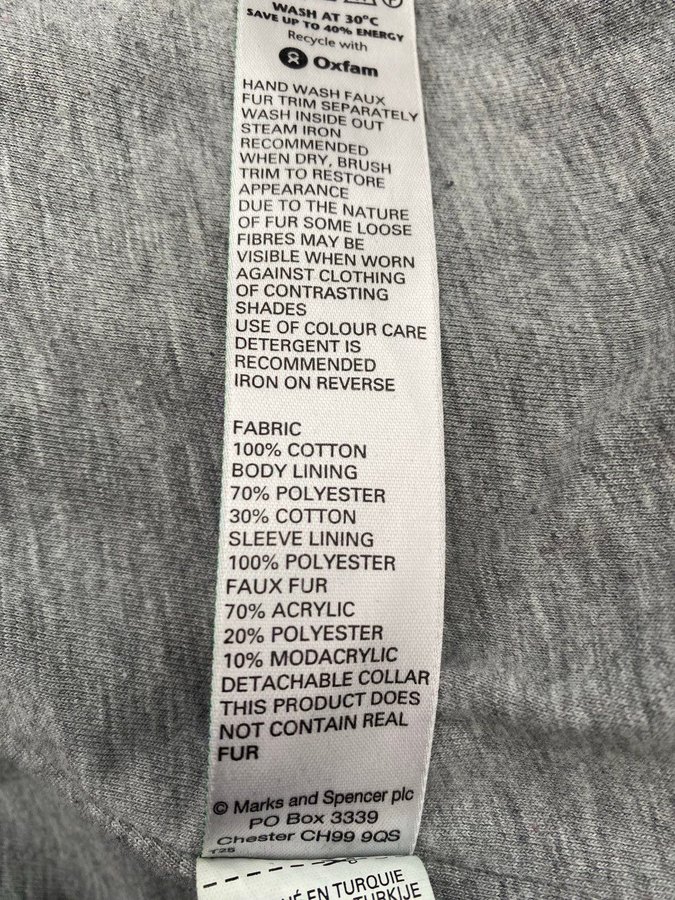 WASH AT 30°C
SAVE UP TO 40% ENERGY
Recycle with
Oxfam
HAND WASH FAUX
FUR TRIM SEPARATELY
WASH INSIDE OUT
STEAM IRON
RECOMMENDED
WHEN DRY, BRUSH
TRIM TO RESTORE
APPEARANCE
DUE TO THE NATURE
OF FUR SOME LOOSE
FIBRES MAY BE
VISIBLE WHEN WORN
AGAINST CLOTHING
OF CONTRASTING
SHADES
USE OF COLOUR CARE
DETERGENT IS
RECOMMENDED
IRON ON REVERSE
FABRIC
100% COTTON
BODY LINING
70% POLYESTER
30% COTTON
SLEEVE LINING
100% POLYESTER
FAUX FUR
70% ACRYLIC
20% POLYESTER
10% MODACRYLIC
DETACHABLE COLLAR
THIS PRODUCT DOES
NOT CONTAIN REAL
FUR
© Marks and Spencer plc
PO Box 3339
Chester CH99 9QS
T25
EN TURQUIE